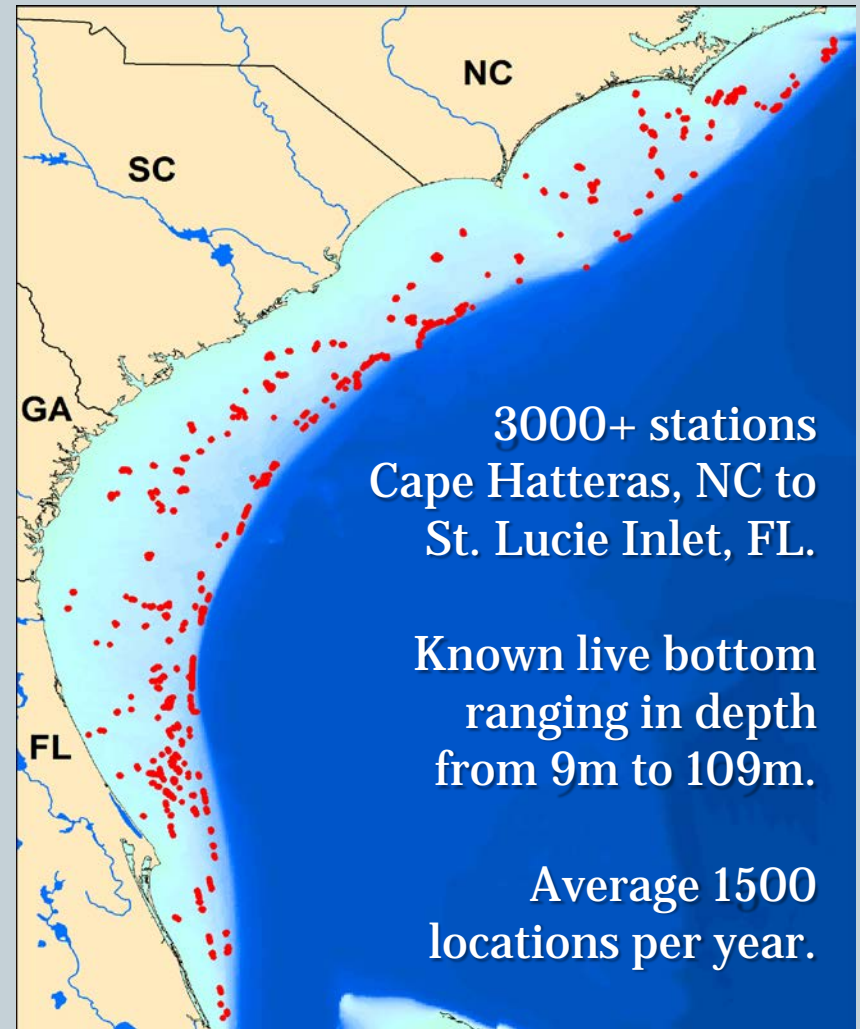 NC
SC
GA
3000+ stations
Cape Hatteras, NC to
St. Lucie Inlet, FL.
Known live bottom
ranging in depth
FL
from 9m to 109m.
Average 1500
locations per year.